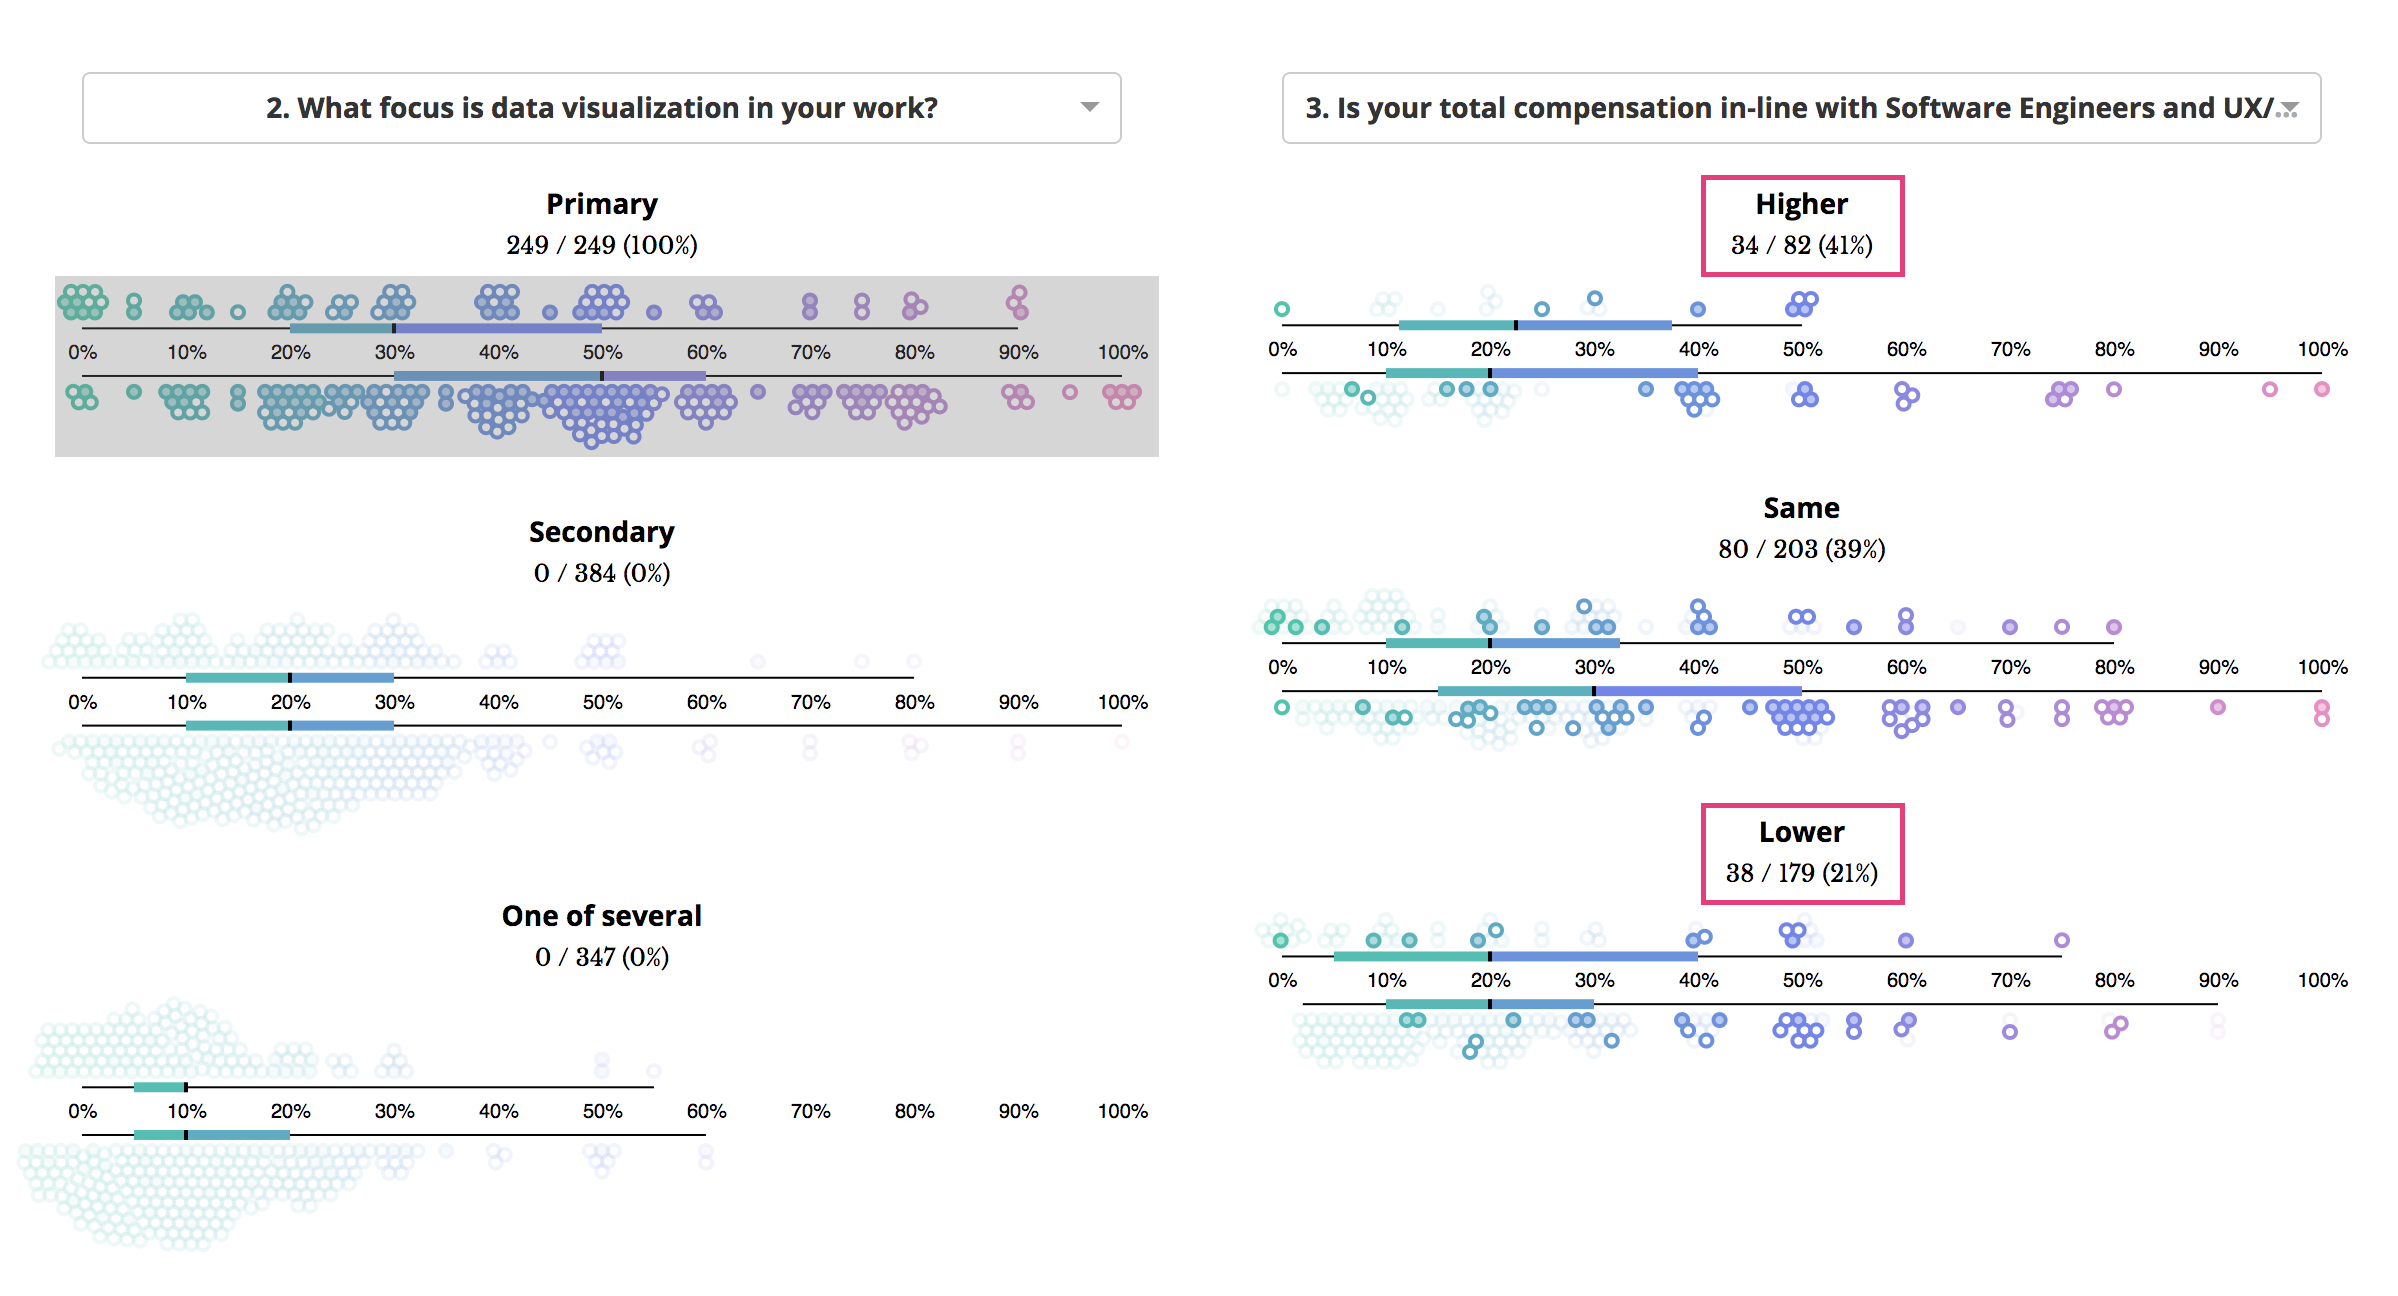 2. What focus is data visualization in your work?
3. Is your total compensation in-line with Software Engineers and UX/...
Primary
249 / 249 (100%)
0% 10% 20% 30% 40% 50% 60% 70% 80% 90% 100%
Secondary
0 / 384 (0%)
0% 10% 20% 30% 40% 50% 60% 70% 80% 90% 100%
One of several
0 / 347 (0%)
0% 10% 20% 30% 40% 50% 60% 70% 80% 90% 100%
Higher
34 / 82 (41%)
0% 10% 20% 30% 40% 50% 60% 70% 80% 90% 100%
Same
80 / 203 (39%)
0% 10% 20% 30% 40% 50% 60% 70% 80% 90% 100%
Lower
38 / 179 (21%)
0% 10% 20% 30% 40% 50% 60% 70% 80% 90% 100%